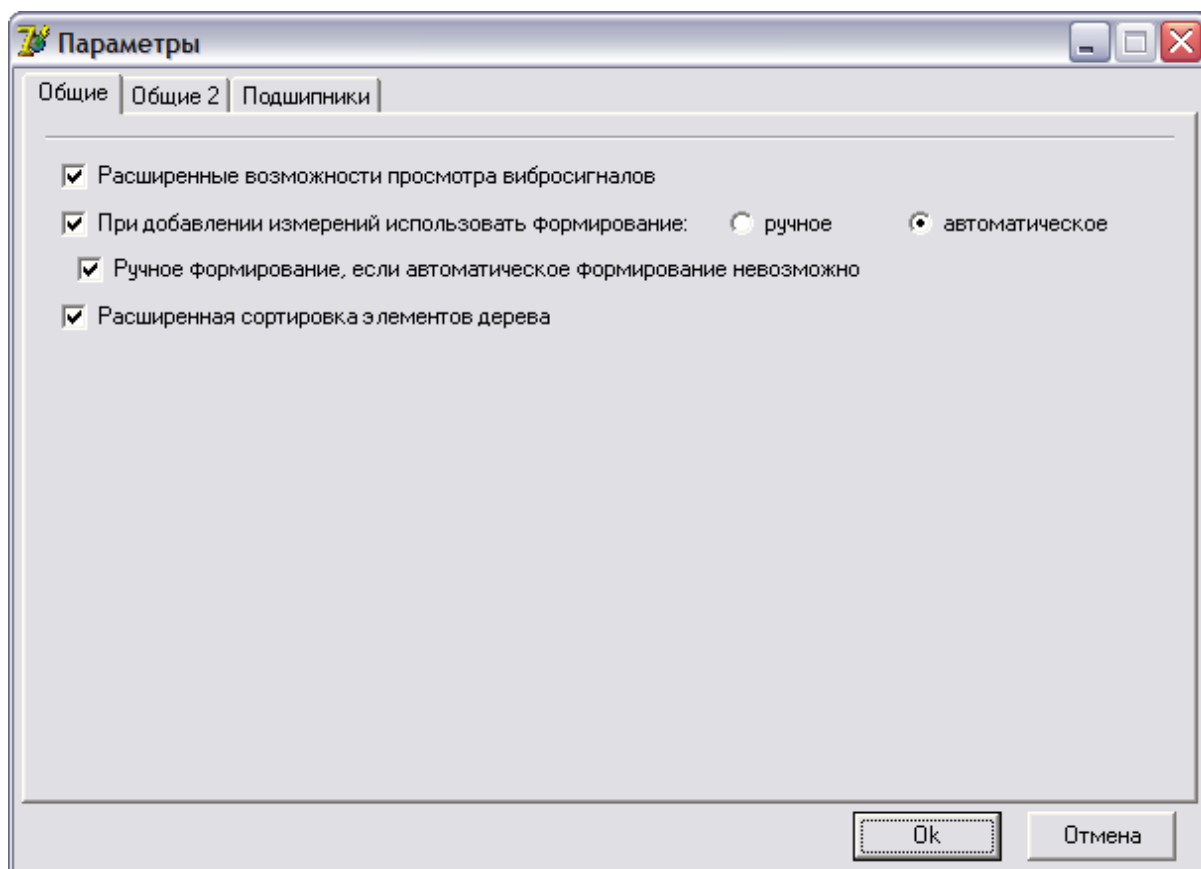 Параметры
Общие Общие 2 Подшипники
Расширенные возможности просмотра вибросигналов
При добавлении измерений использовать формирование: ручное автоматическое
Ручное формирование, если автоматическое формирование невозможно
Расширенная сортировка элементов дерева
Ok Отмена